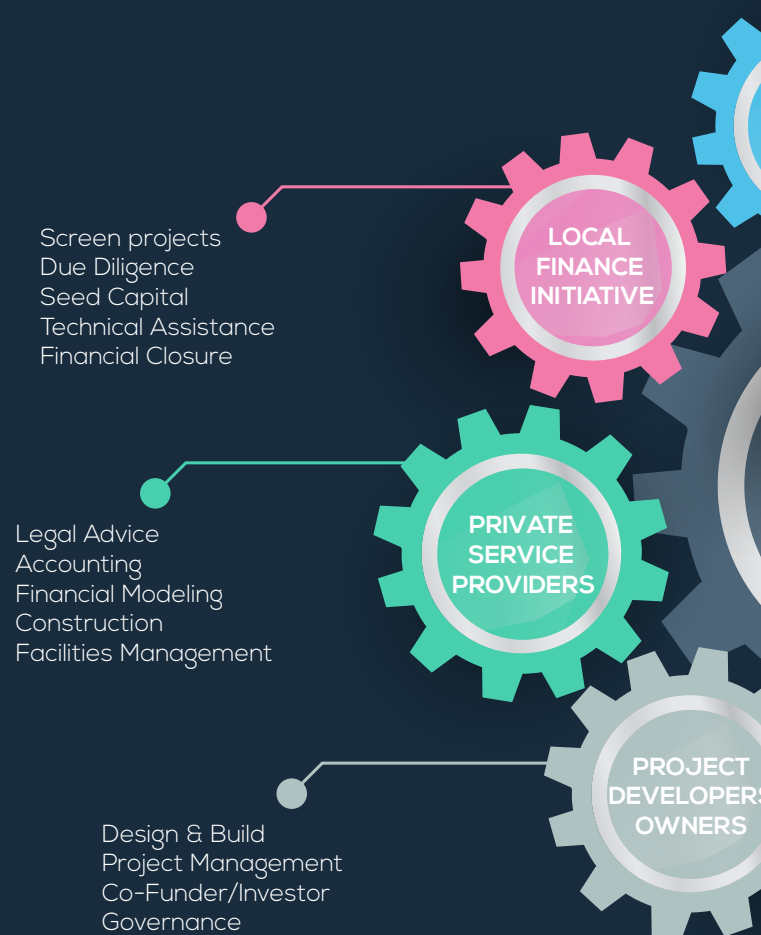 LOCAL
FINANCE
INITIATIVE
Screen projects
Due Diligence
Seed Capital
Technical Assistance
Financial Closure
PRIVATE
SERVICE
PROVIDERS
Legal Advice
Accounting
Financial Modeling
Construction
Facilities Management
PROJECT
DEVELOPERS
OWNERS
Design & Build
Project Management
Co-Funder/Investor
Governance